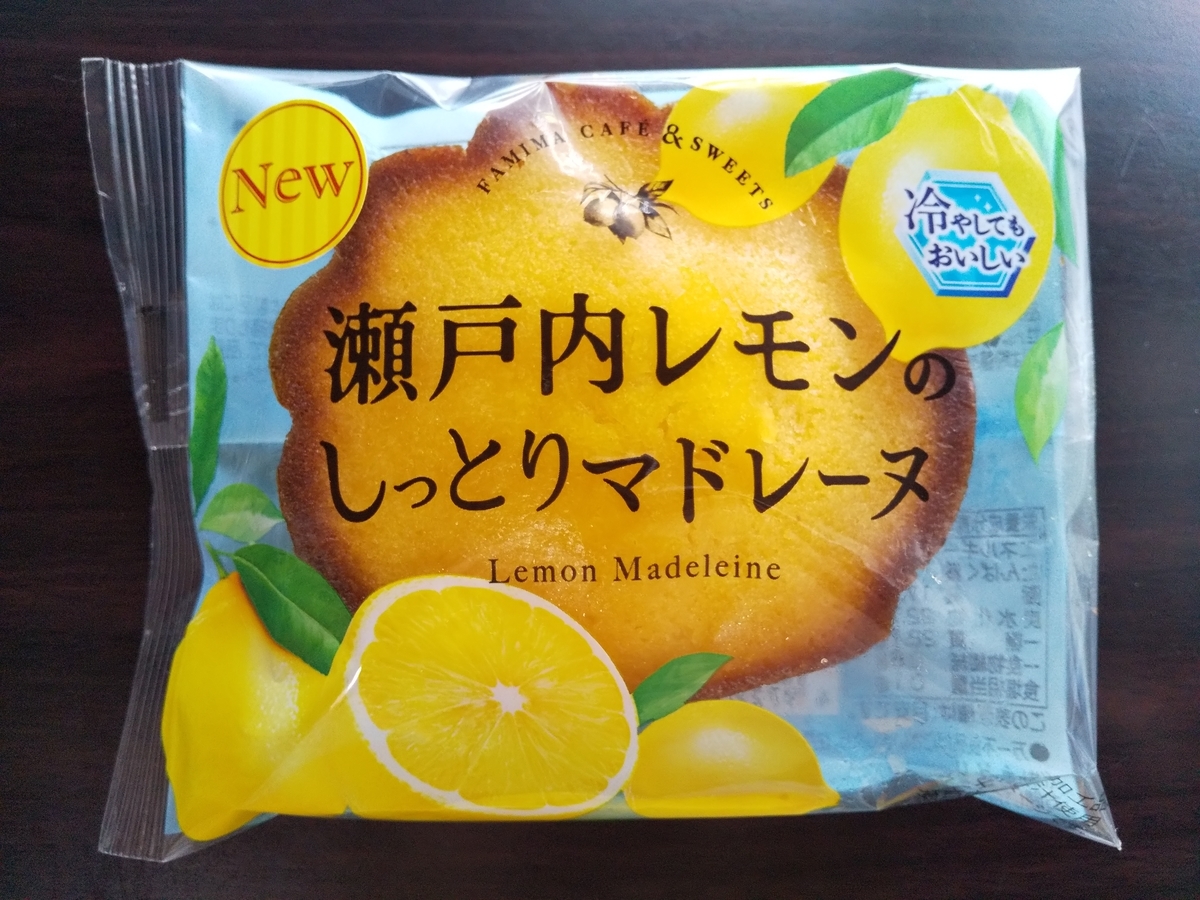 New
FAMIMA CAFÉ & SWEETS
冷やしても
おいしい
瀬戸内レモンの
しっとりマドレーヌ
Lemon Madeleine